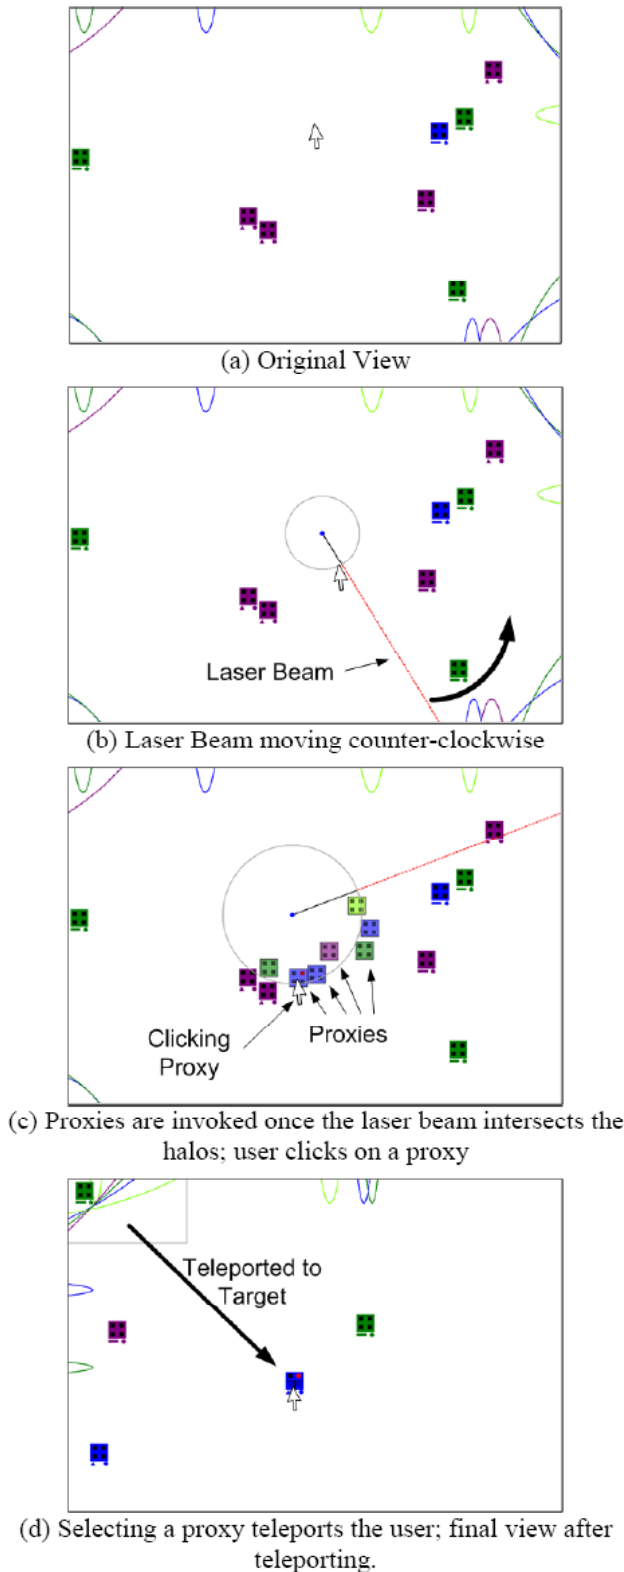 (a) Original View
Laser Beam
(b) Laser Beam moving counter-clockwise
Clicking
Proxy
Proxies
(c) Proxies are invoked once the laser beam intersects the
halos; user clicks on a proxy
Teleported to
Target
(d) Selecting a proxy teleports the user; final view after
teleporting.